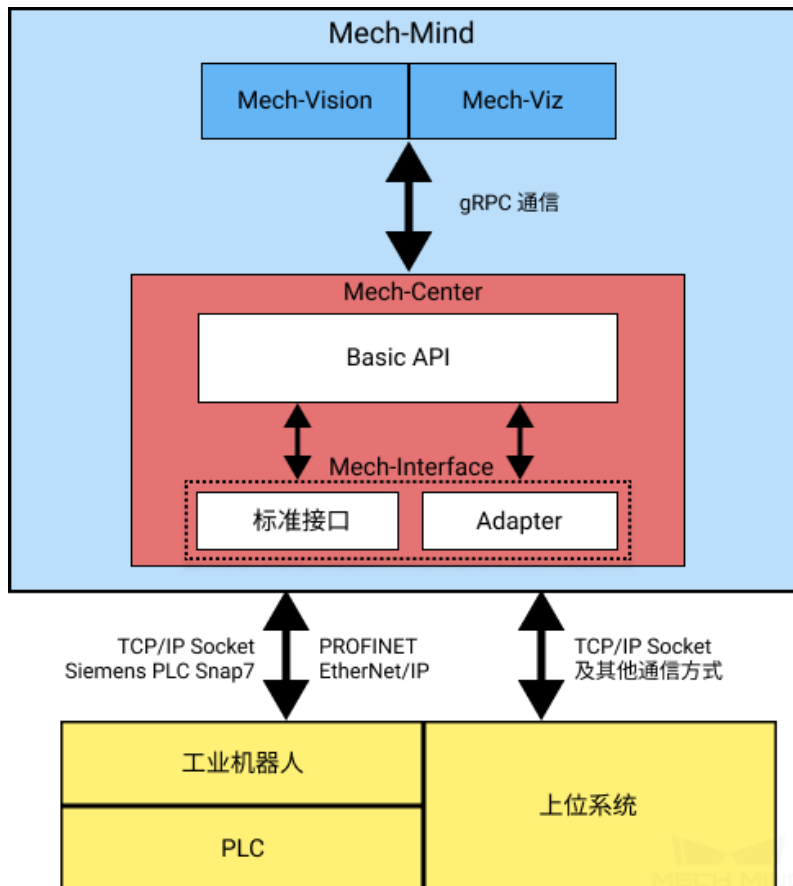 Mech-Mind
Mech-Vision
Mech-Viz
gRPC 通信
Mech-Center
Basic API
Mech-Interface
标准接口
Adapter
TCP/IP Socket
Siemens PLC Snap7
PROFINET
EtherNet/IP
TCP/IP Socket
及其他通信方式
工业机器人
PLC
上位系统